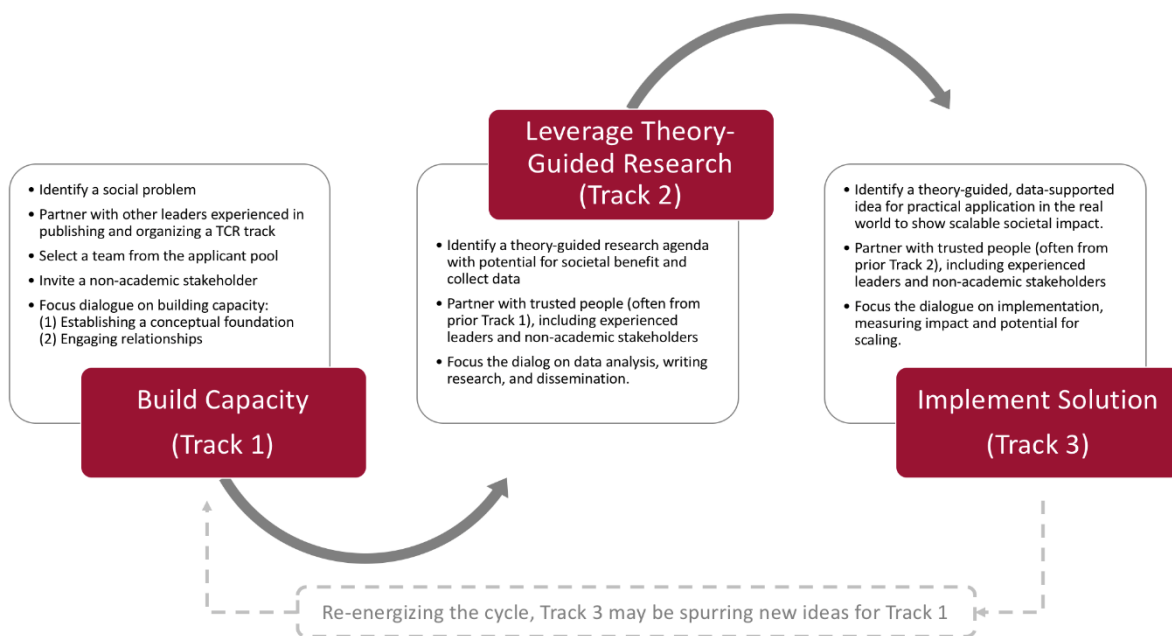 • Identify a social problem
• Partner with other leaders experienced in
publishing and organizing a TCR track
• Select a team from the applicant pool
• Invite a non-academic stakeholder
• Focus dialogue on building capacity:
(1) Establishing a conceptual foundation
(2) Engaging relationships
Build Capacity
(Track 1)
Leverage Theory-
Guided Research
(Track 2)
• Identify a theory-guided research agenda
with potential for societal benefit and
collect data
• Partner with trusted people (often from
prior Track 1), including experienced
leaders and non-academic stakeholders
• Focus the dialog on data analysis, writing
research, and dissemination.
• Identify a theory-guided, data-supported
idea for practical application in the real
world to show scalable societal impact.
• Partner with trusted people (often from
prior Track 2), including experienced
leaders and non-academic stakeholders
• Focus the dialogue on implementation,
measuring impact and potential for
scaling.
Implement Solution
(Track 3)
Re-energizing the cycle, Track 3 may be spurring new ideas for Track 1